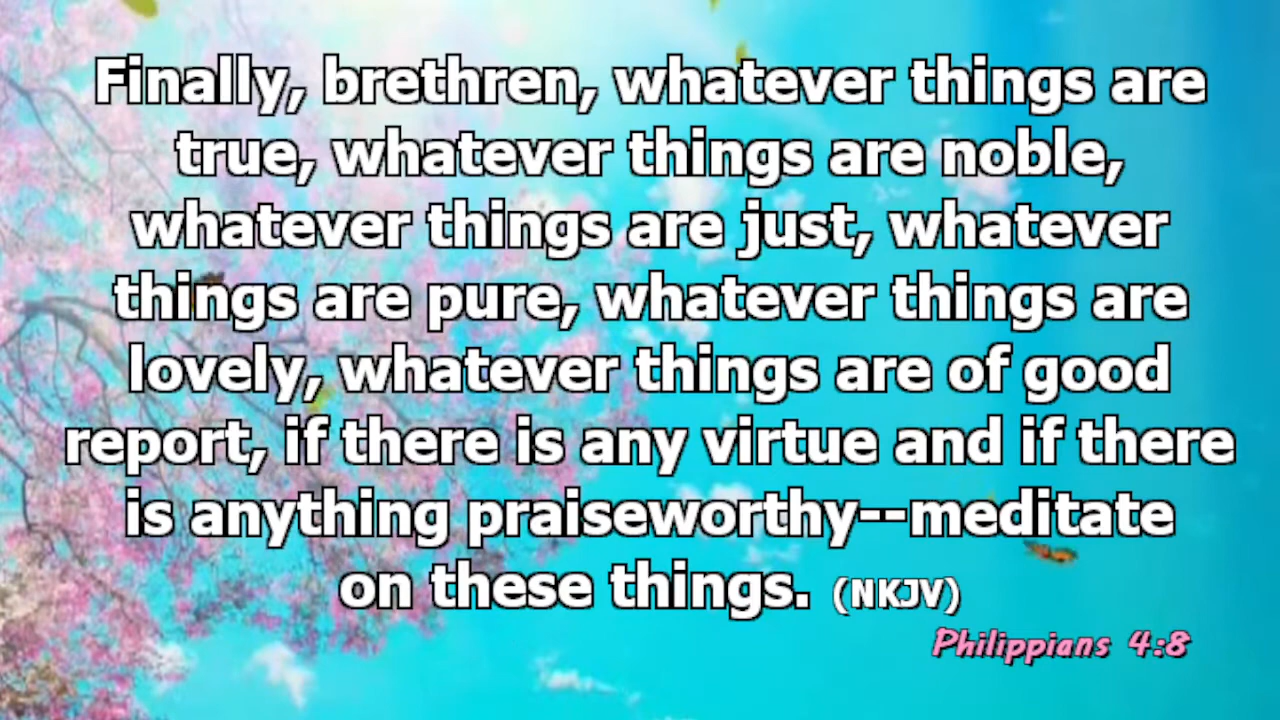 Finally, brethren, whatever things are
true, whatever things are noble,
whatever things are just, whatever
things are pure, whatever things are
lovely, whatever things are of good
report, if there is any virtue and if there
is anything praiseworthy--meditate
on these things. (NKJV)
Philippians 4:8